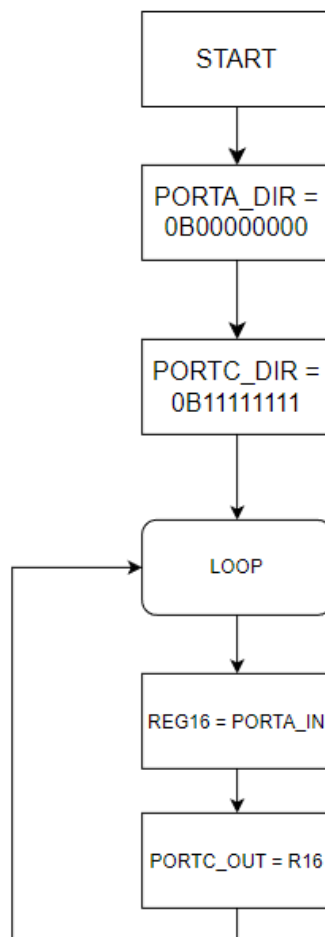 START
PORTA_DIR =
0B00000000
PORTC_DIR =
0B11111111
LOOP
REG16 = PORTA_IN
PORTC_OUT = R16